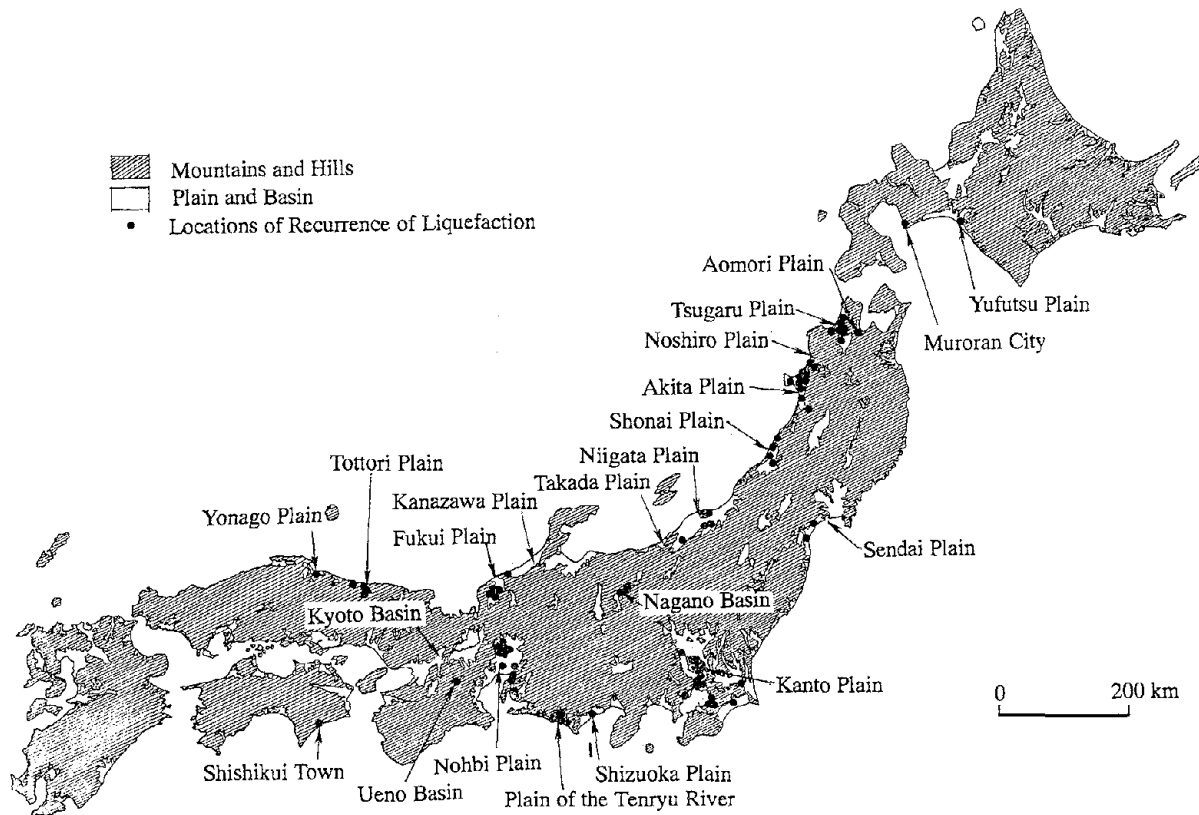 Mountains and Hills
Plain and Basin
Locations of Recurrence of Liquefaction
Aomori Plain
Tsugaru Plain
Yufutsu Plain
Noshiro Plain
Muroran City
Akita Plain
Shonai Plain
Niigata Plain
Tottori Plain
Takada Plain
Kanazawa Plain
Yonago Plain
Fukui Plain
Sendai Plain
Nagano Basin
Kyoto Basin
Kanto Plain
0 200 km
Shishikui Town
Nohbi Plain
Shizuoka Plain
Ueno Basin
Plain of the Tenryu River